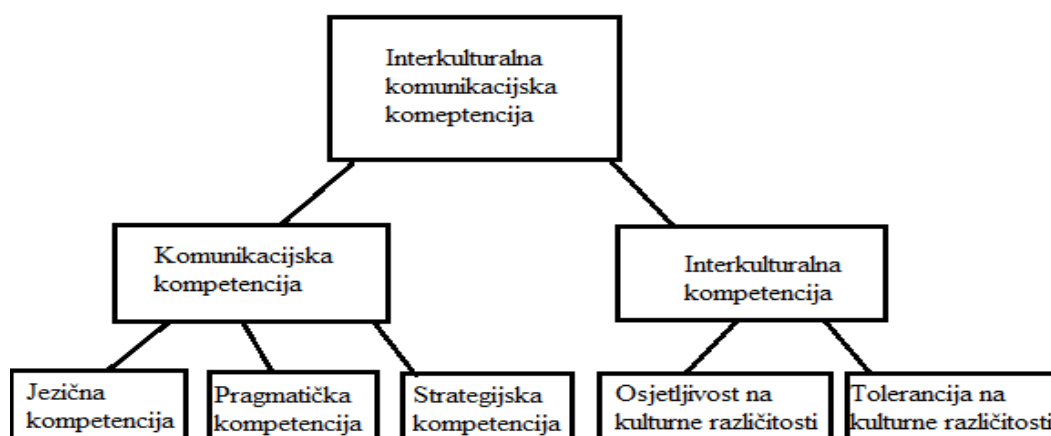 Interkulturalna
komunikacijska
komeptencija
Komunikacijska
kompetencija
Interkulturalna
kompetencija
Jezična
kompetencija
Pragmatička
kompetencija
Strategijska
kompetencija
Osjetljivost na
kulturne različitosti
Tolerancija na
kulturne različitosti